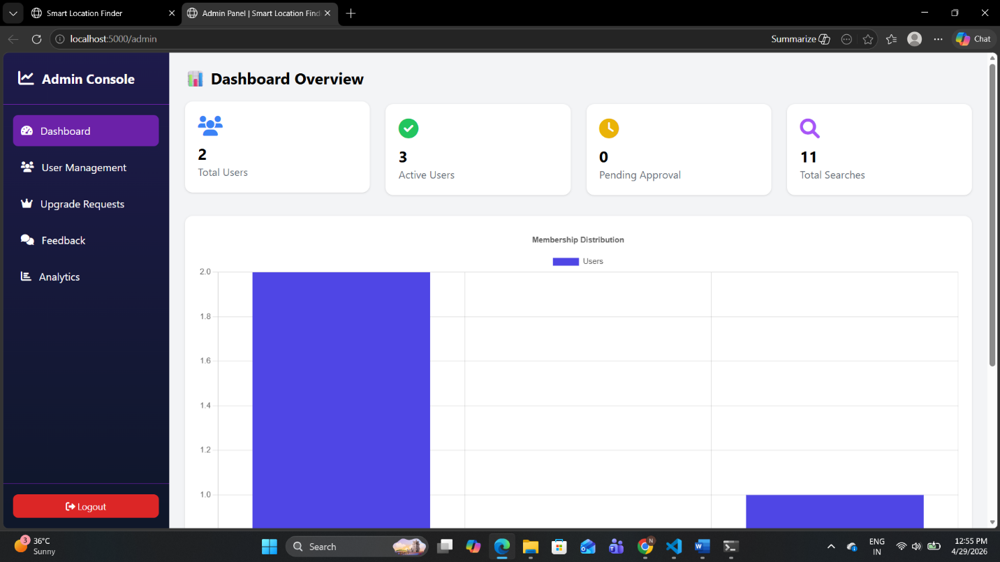 Smart Location Finder
Admin Panel | Smart Location Find
localhost:5000/admin
Summarize
Chat
Admin Console
Dashboard
User Management
Upgrade Requests
Feedback
Analytics
Logout
Dashboard Overview
2
Total Users
3
Active Users
0
Pending Approval
11
Total Searches
Membership Distribution
Users
2.0
1.8
1.6
1.4
1.2
1.0
3
36°C
Sunny
Search
N
ENG
IN
12:55 PM
4/29/2026